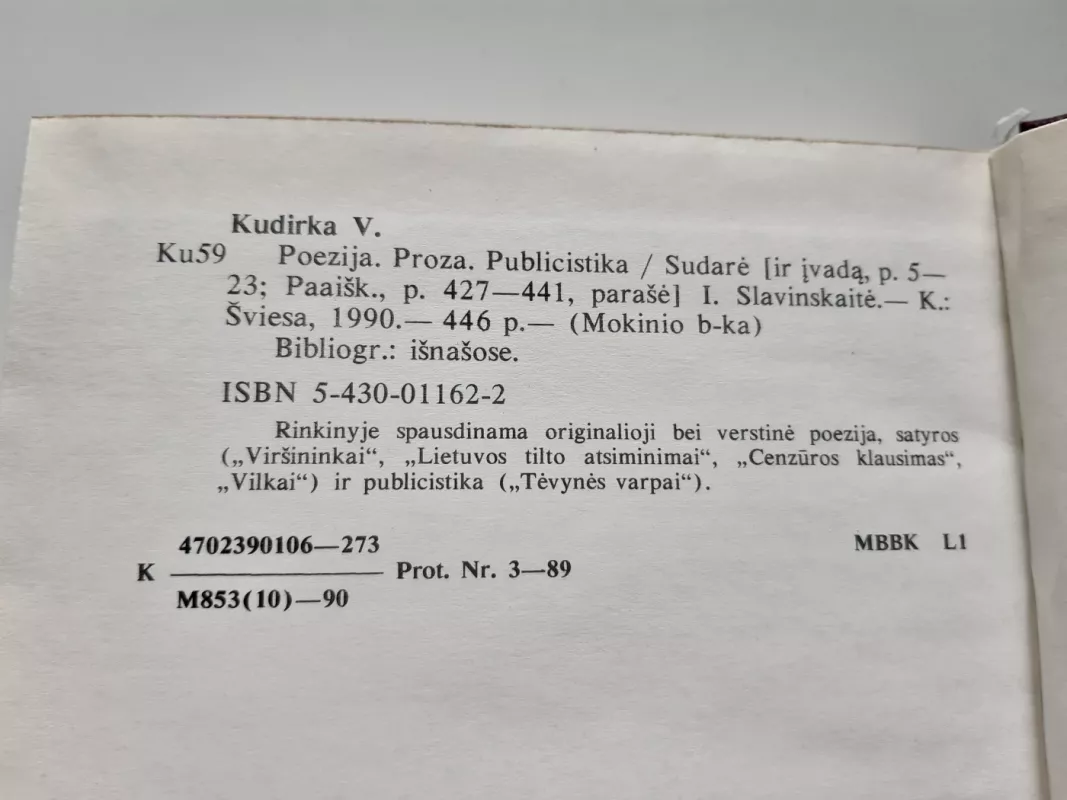 Kudirka V.
Ku59 Poezija. Proza. Publicistika / Sudarė [ir įvadą, p. 5—
23; Paaišk., p. 427—441, parašė] I. Slavinskaitė.— K.:
Šviesa, 1990.— 446 p.— (Mokinio b-ka)
Bibliogr.: išnašose.
ISBN 5-430-01162-2
Rinkinyje spausdinama originalioji bei verstinė poezija, satyros
(„Viršininkai“, „Lietuvos tilto atsiminimai“, „Cenzūros klausimas“,
„Vilkai“) ir publicistika („Tėvynės varpai“).
4702390106—273
K ——— Prot. Nr. 3—89
M853(10)—90
MBBK L1